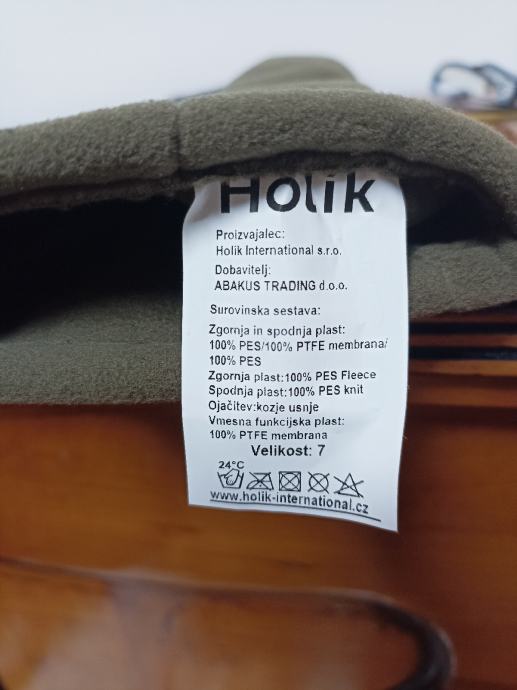 Holik
Proizvajalec:
Holik International s.r.o.
Dobavitelj:
ABAKUS TRADING d.o.o.
Surovinska sestava:
Zgornja in spodnja plast:
100% PES/100% PTFE membrana/
100% PES
Zgornja plast:100% PES Fleece
Spodnja plast:100% PES knit
Ojačitev:kozje usnje
Vmesna funkcijska plast:
100% PTFE membrana
Velikost: 7
24°C
www.holik-international.cz